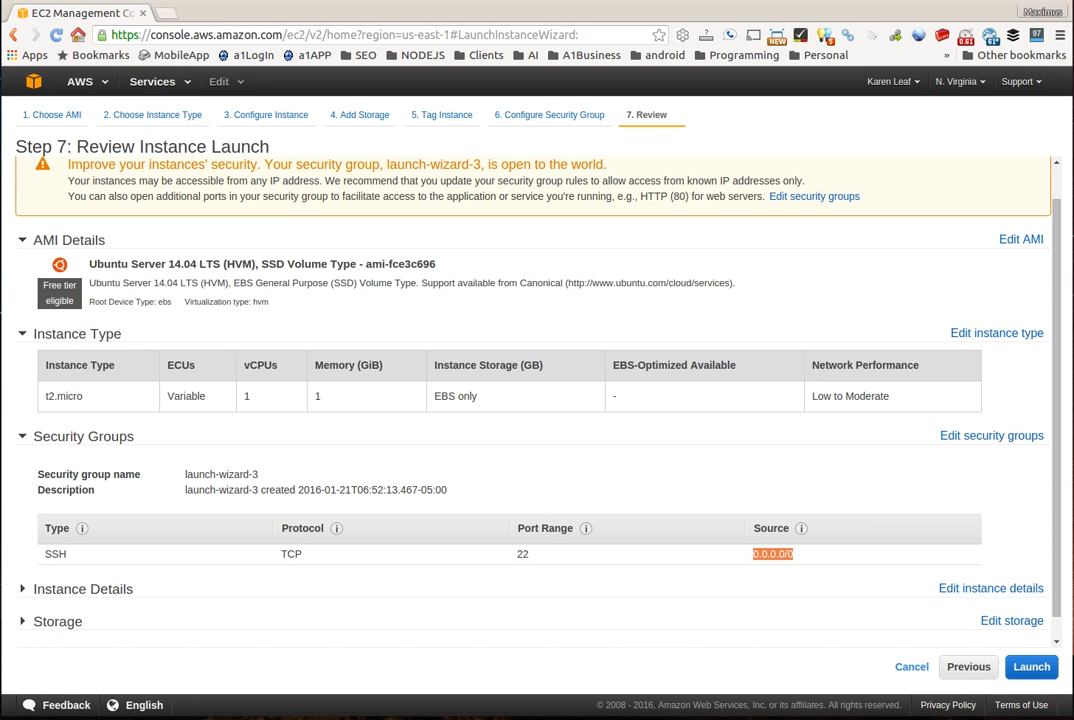 EC2 Management Co
Maximus
https://console.aws.amazon.com/ec2/v2/home?region=us-east-1#LaunchInstanceWizard:
NEW 5 0.61 61° 97
Apps Bookmarks MobileApp a1LogIn a1APP SEO NODEJS Clients AI A1Business android Programming Personal » Other bookmarks
AWS Services Edit Karen Leaf N. Virginia Support
1. Choose AMI 2. Choose Instance Type 3. Configure Instance 4. Add Storage 5. Tag Instance 6. Configure Security Group 7. Review
Step 7: Review Instance Launch
Improve your instances' security. Your security group, launch-wizard-3, is open to the world.
Your instances may be accessible from any IP address. We recommend that you update your security group rules to allow access from known IP addresses only.
You can also open additional ports in your security group to facilitate access to the application or service you're running, e.g., HTTP (80) for web servers. Edit security groups
AMI Details Edit AMI
Ubuntu Server 14.04 LTS (HVM), SSD Volume Type - ami-fce3c696
Free tier eligible
Ubuntu Server 14.04 LTS (HVM), EBS General Purpose (SSD) Volume Type. Support available from Canonical (http://www.ubuntu.com/cloud/services).
Root Device Type: ebs Virtualization type: hvm
Instance Type Edit instance type
Instance Type ECUs vCPUs Memory (GiB) Instance Storage (GB) EBS-Optimized Available Network Performance
t2.micro Variable 1 1 EBS only - Low to Moderate
Security Groups Edit security groups
Security group name launch-wizard-3
Description launch-wizard-3 created 2016-01-21T06:52:13.467-05:00
Type i Protocol i Port Range i Source i
SSH TCP 22 0.0.0.0/0
Instance Details Edit instance details
Storage Edit storage
Cancel Previous Launch
Feedback English © 2008 - 2016, Amazon Web Services, Inc. or its affiliates. All rights reserved. Privacy Policy Terms of Use